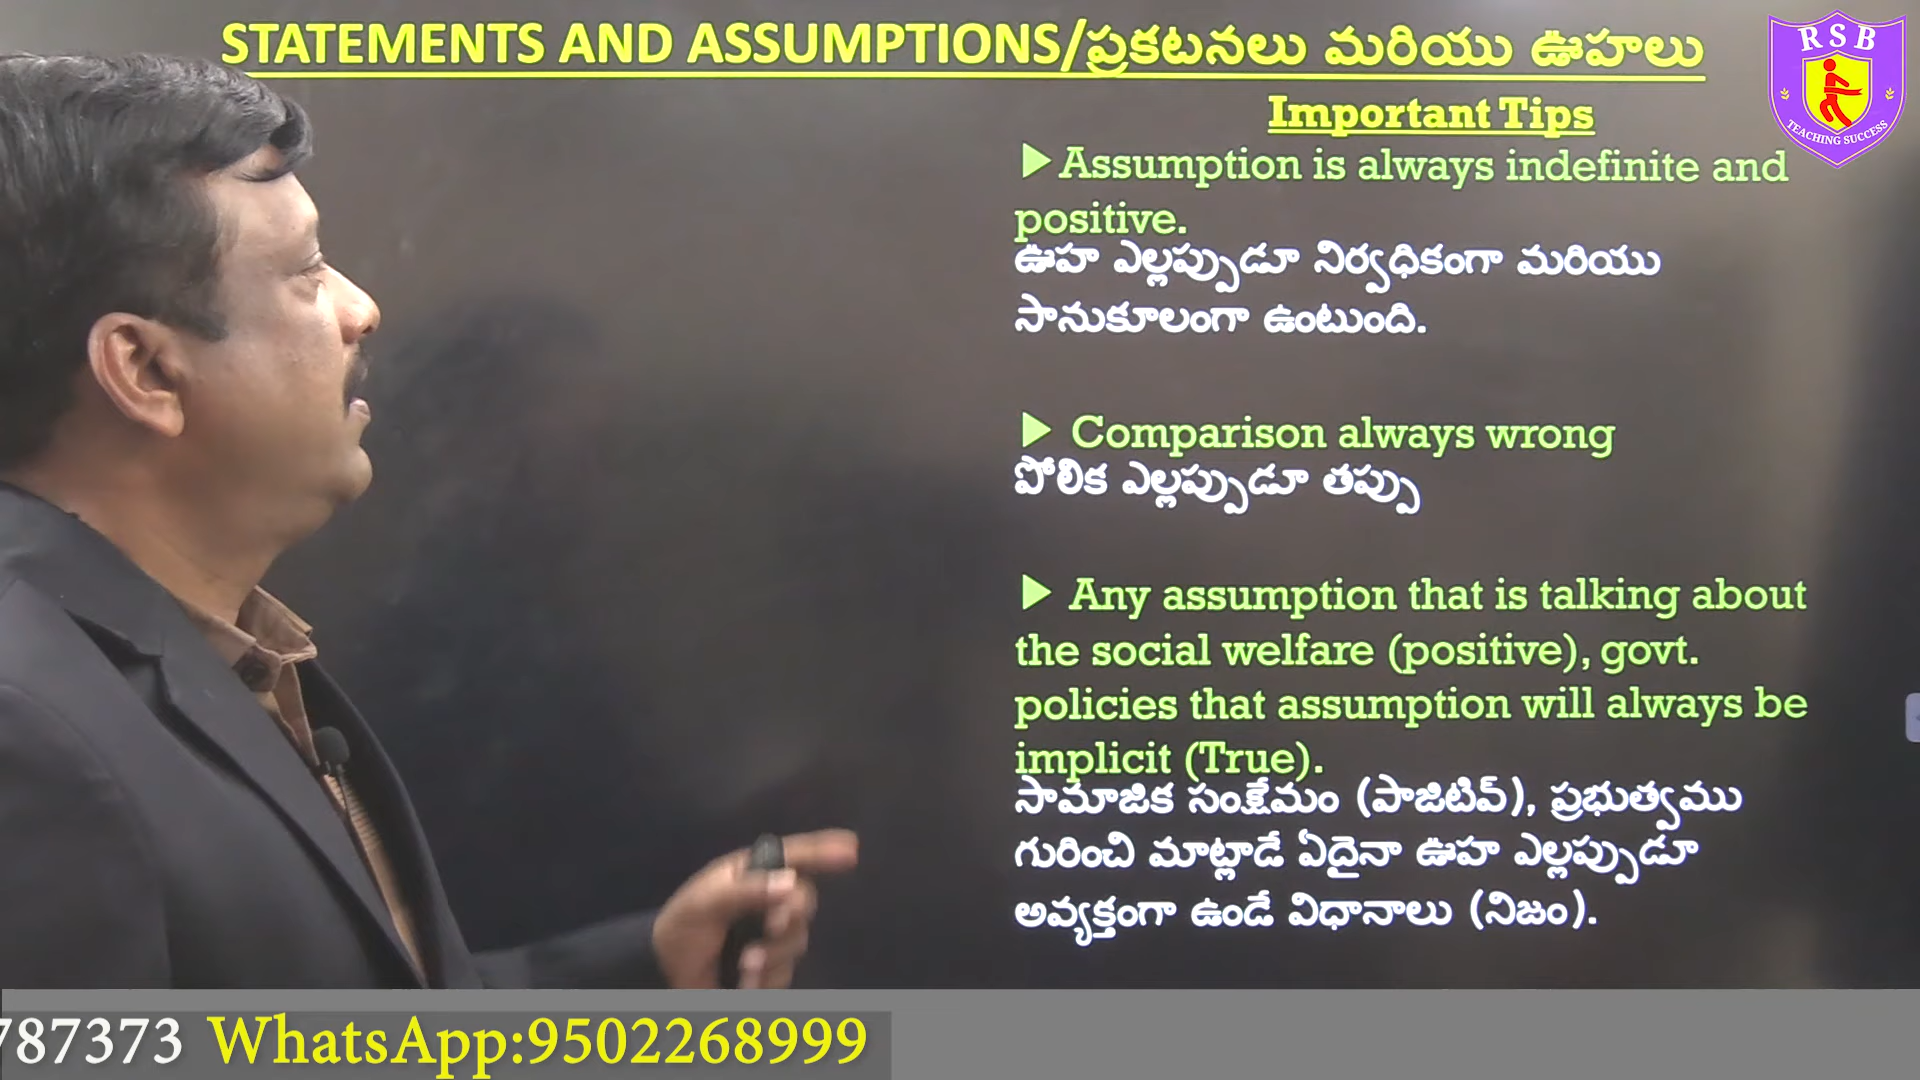 STATEMENTS AND ASSUMPTIONS/ప్రకటనలు మరియు ఊహలు
RSB
TEACHING SUCCESS
Important Tips
▶Assumption is always indefinite and
positive.
ఊహ ఎల్లప్పుడూ నిర్వధికంగా మరియు
సానుకూలంగా ఉంటుంది.
▶ Comparison always wrong
పోలిక ఎల్లప్పుడూ తప్పు
▶ Any assumption that is talking about
the social welfare (positive), govt.
policies that assumption will always be
implicit (True).
సామాజిక సంక్షేమం (పాజిటివ్), ప్రభుత్వము
గురించి మాట్లాడే ఏదైనా ఊహ ఎల్లప్పుడూ
అవ్యక్తంగా ఉండే విధానాలు (నిజం).
787373 WhatsApp:9502268999